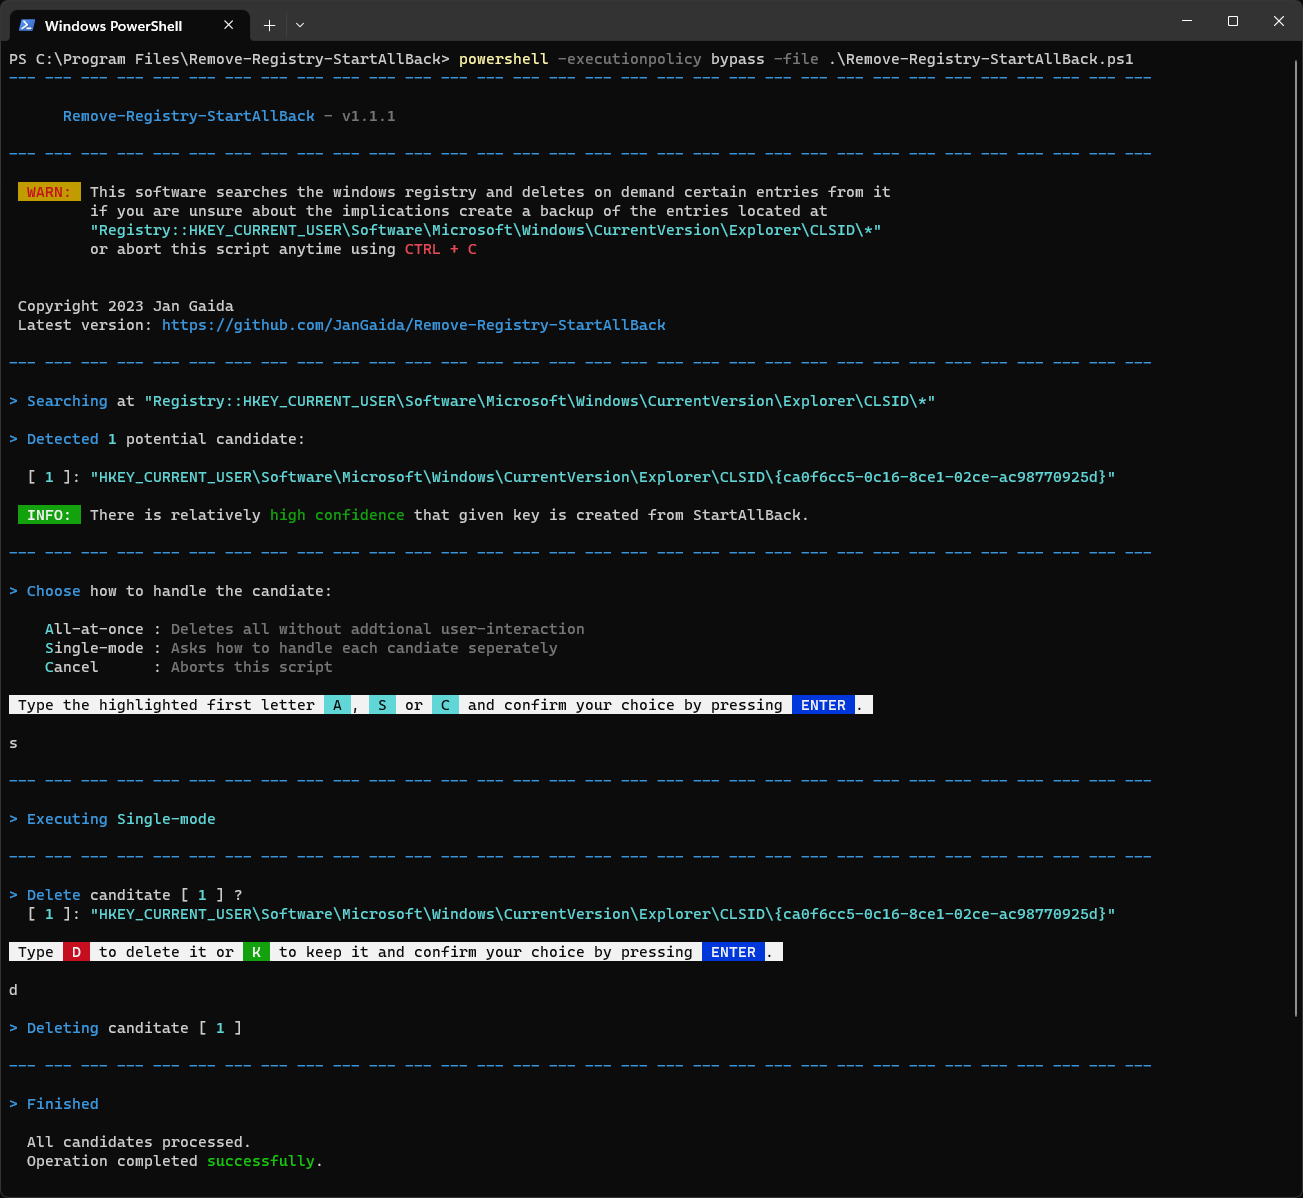 Windows PowerShell
PS C:\Program Files\Remove-Registry-StartAllBack> powershell -executionpolicy bypass -file .\Remove-Registry-StartAllBack.ps1
--- --- --- --- --- --- --- --- --- --- --- --- --- --- --- --- --- --- --- --- --- --- --- --- --- --- --- --- --- --- --- ---
Remove-Registry-StartAllBack - v1.1.1
--- --- --- --- --- --- --- --- --- --- --- --- --- --- --- --- --- --- --- --- --- --- --- --- --- --- --- --- --- --- --- ---
WARN: This software searches the windows registry and deletes on demand certain entries from it
if you are unsure about the implications create a backup of the entries located at
"Registry::HKEY_CURRENT_USER\Software\Microsoft\Windows\CurrentVersion\Explorer\CLSID\*"
or abort this script anytime using CTRL + C
Copyright 2023 Jan Gaida
Latest version: https://github.com/JanGaida/Remove-Registry-StartAllBack
--- --- --- --- --- --- --- --- --- --- --- --- --- --- --- --- --- --- --- --- --- --- --- --- --- --- --- --- --- --- --- ---
> Searching at "Registry::HKEY_CURRENT_USER\Software\Microsoft\Windows\CurrentVersion\Explorer\CLSID\*"
> Detected 1 potential candidate:
[ 1 ]: "HKEY_CURRENT_USER\Software\Microsoft\Windows\CurrentVersion\Explorer\CLSID\{ca0f6cc5-0c16-8ce1-02ce-ac98770925d}"
INFO: There is relatively high confidence that given key is created from StartAllBack.
--- --- --- --- --- --- --- --- --- --- --- --- --- --- --- --- --- --- --- --- --- --- --- --- --- --- --- --- --- --- --- ---
> Choose how to handle the candiate:
All-at-once : Deletes all without addtional user-interaction
Single-mode : Asks how to handle each candiate seperately
Cancel : Aborts this script
Type the highlighted first letter A, S or C and confirm your choice by pressing ENTER.
s
--- --- --- --- --- --- --- --- --- --- --- --- --- --- --- --- --- --- --- --- --- --- --- --- --- --- --- --- --- --- --- ---
> Executing Single-mode
--- --- --- --- --- --- --- --- --- --- --- --- --- --- --- --- --- --- --- --- --- --- --- --- --- --- --- --- --- --- --- ---
> Delete canditate [ 1 ] ?
[ 1 ]: "HKEY_CURRENT_USER\Software\Microsoft\Windows\CurrentVersion\Explorer\CLSID\{ca0f6cc5-0c16-8ce1-02ce-ac98770925d}"
Type D to delete it or K to keep it and confirm your choice by pressing ENTER.
d
> Deleting canditate [ 1 ]
--- --- --- --- --- --- --- --- --- --- --- --- --- --- --- --- --- --- --- --- --- --- --- --- --- --- --- --- --- --- --- ---
> Finished
All candidates processed.
Operation completed successfully.